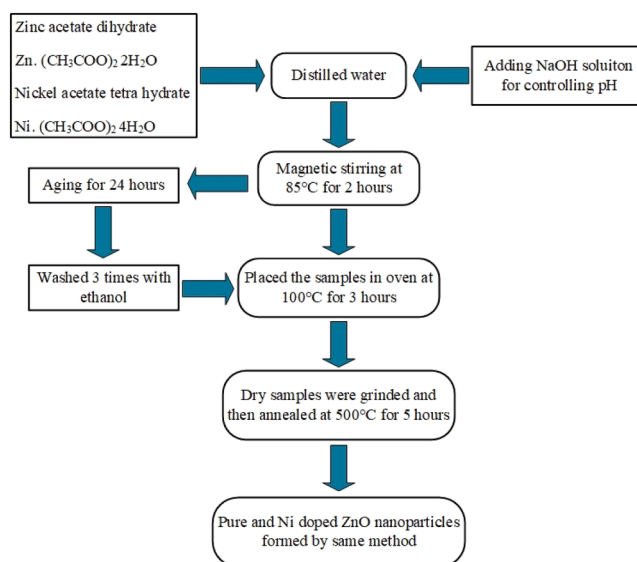 Zinc acetate dihydrate
Zn. (CH₃COO)₂ 2H₂O
Nickel acetate tetra hydrate
Ni. (CH₃COO)₂ 4H₂O
Distilled water
Adding NaOH soluiton
for controlling pH
Magnetic stirring at
85°C for 2 hours
Aging for 24 hours
Washed 3 times with
ethanol
Placed the samples in oven at
100°C for 3 hours
Dry samples were grinded and
then annealed at 500°C for 5 hours
Pure and Ni doped ZnO nanoparticles
formed by same method